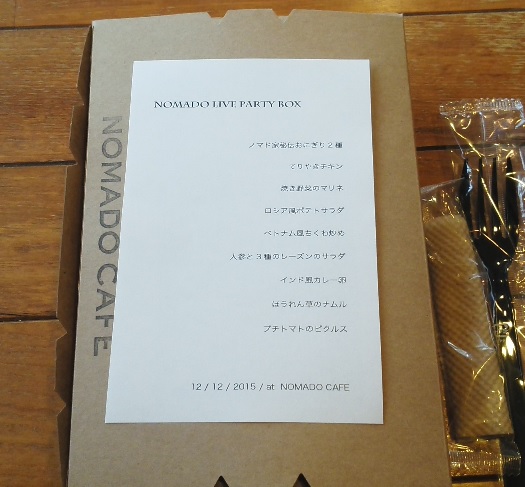 NOMADO LIVE PARTY BOX
ノマド家秘伝おにぎり2種
てりやきチキン
焼き野菜のマリネ
ロシア風ポテトサラダ
ベトナム風ちくわ炒め
人参と3種のレーズンのサラダ
インド風カレー卵
ほうれん草のナムル
プチトマトのピクルス
12 / 12 / 2015 / at NOMADO CAFE
NOMADO CAFE